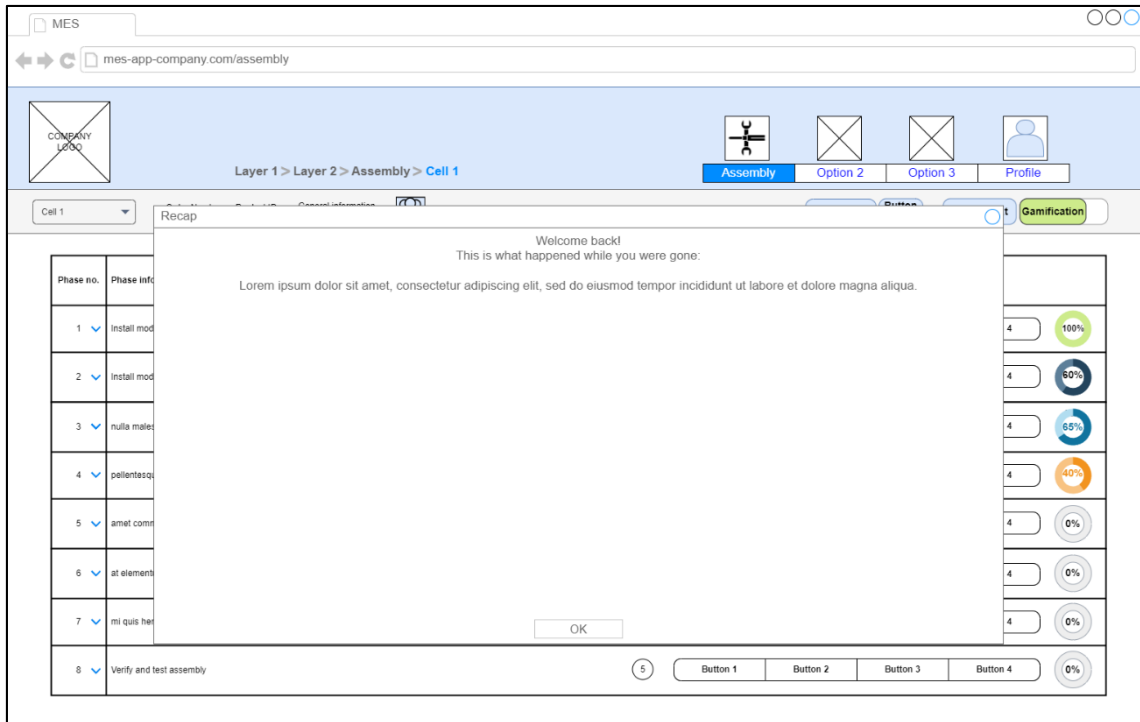 MES
mes-app-company.com/assembly
COMPANY
LOGO
Layer 1 > Layer 2 > Assembly > Cell 1
Assembly Option 2 Option 3 Profile
Cell 1
General information
Button
Gamification
Recap
Welcome back!
This is what happened while you were gone:
Lorem ipsum dolor sit amet, consectetur adipiscing elit, sed do eiusmod tempor incididunt ut labore et dolore magna aliqua.
OK
Phase no. Phase info
1 Install mod 4 100%
2 Install mod 4 60%
3 nulla males 4 65%
4 pellentesqu 4 40%
5 amet comm 4 0%
6 at elementu 4 0%
7 mi quis hen 4 0%
8 Verify and test assembly 5 Button 1 Button 2 Button 3 Button 4 0%